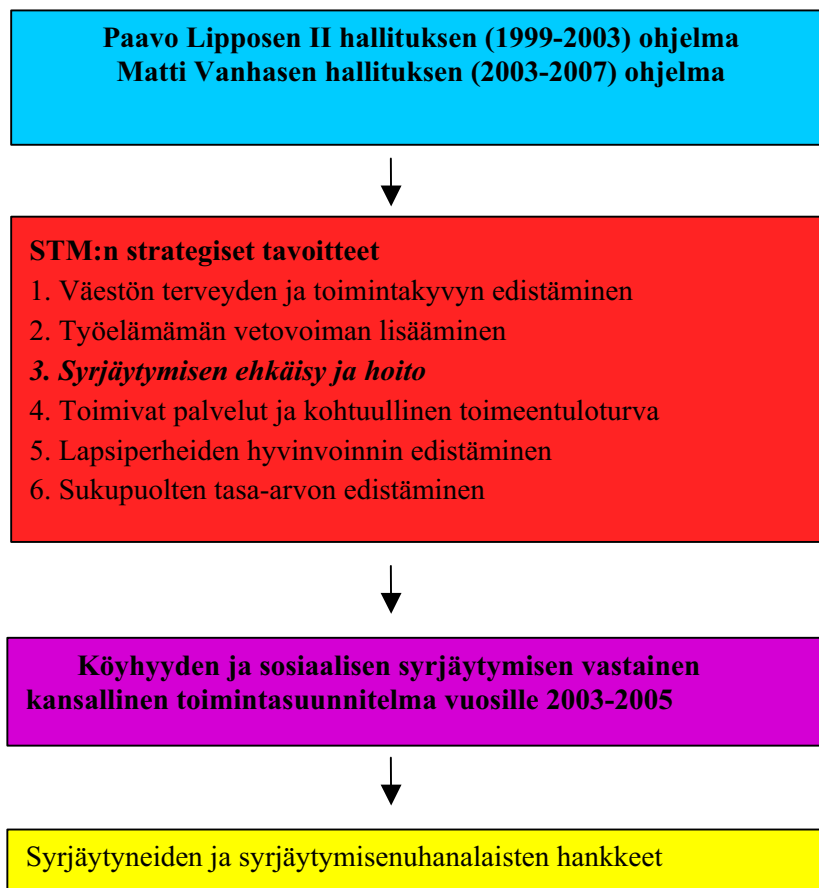 Paavo Lipposen II hallituksen (1999-2003) ohjelma
Matti Vanhasen hallituksen (2003-2007) ohjelma
STM:n strategiset tavoitteet
1. Väestön terveyden ja toimintakyvyn edistäminen
2. Työelämämän vetovoiman lisääminen
3. Syrjäytymisen ehkäisy ja hoito
4. Toimivat palvelut ja kohtuullinen toimeentuloturva
5. Lapsiperheiden hyvinvoinnin edistäminen
6. Sukupuolten tasa-arvon edistäminen
Köyhyyden ja sosiaalisen syrjäytymisen vastainen
kansallinen toimintasuunnitelma vuosille 2003-2005
Syrjäytyneiden ja syrjäytymisenuhanalaisten hankkeet